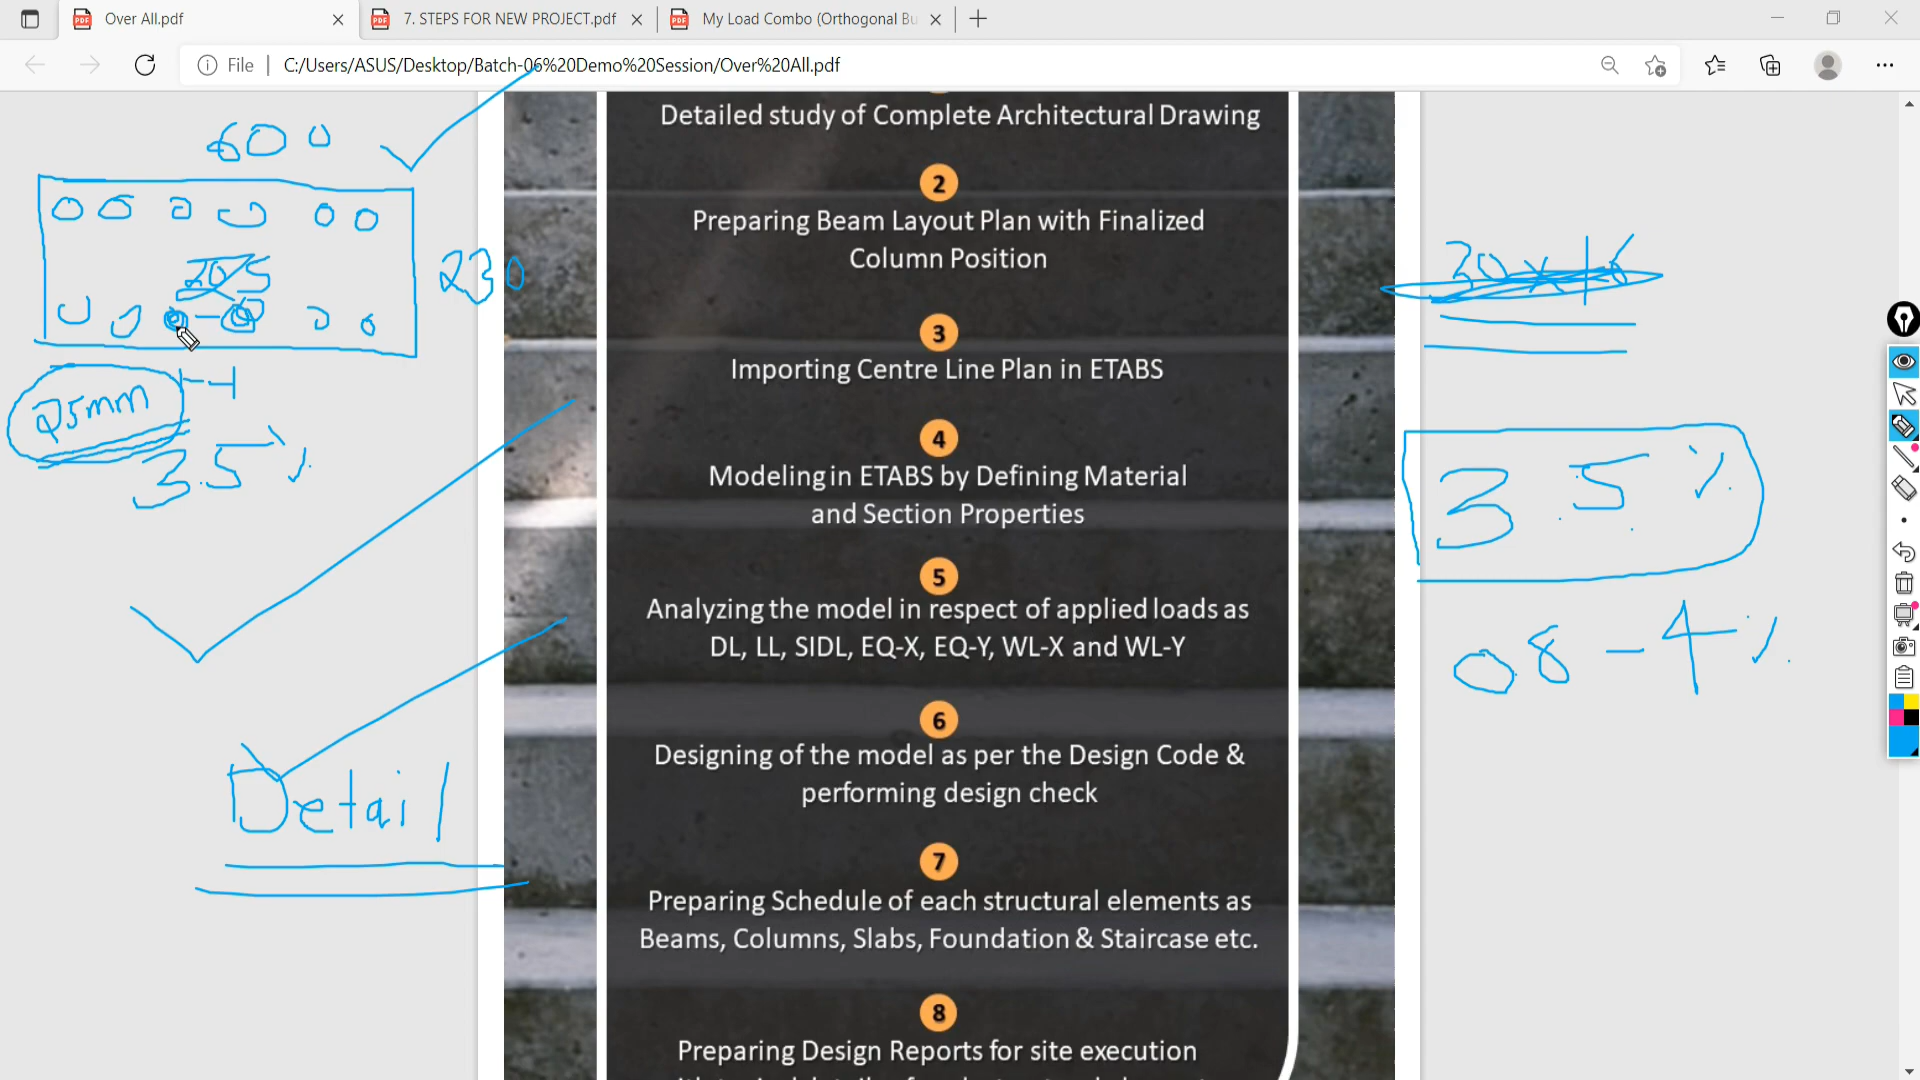 Over All.pdf
7. STEPS FOR NEW PROJECT.pdf
My Load Combo (Orthogonal Bu
File
C:/Users/ASUS/Desktop/Batch-06%20Demo%20Session/Over%20All.pdf
Detailed study of Complete Architectural Drawing
2
Preparing Beam Layout Plan with Finalized
Column Position
3
Importing Centre Line Plan in ETABS
4
Modeling in ETABS by Defining Material
and Section Properties
5
Analyzing the model in respect of applied loads as
DL, LL, SIDL, EQ-X, EQ-Y, WL-X and WL-Y
6
Designing of the model as per the Design Code &
performing design check
7
Preparing Schedule of each structural elements as
Beams, Columns, Slabs, Foundation & Staircase etc.
8
Preparing Design Reports for site execution
600
230
25mm
3.5%
Detail
20x16
3.5%
0.8-4%